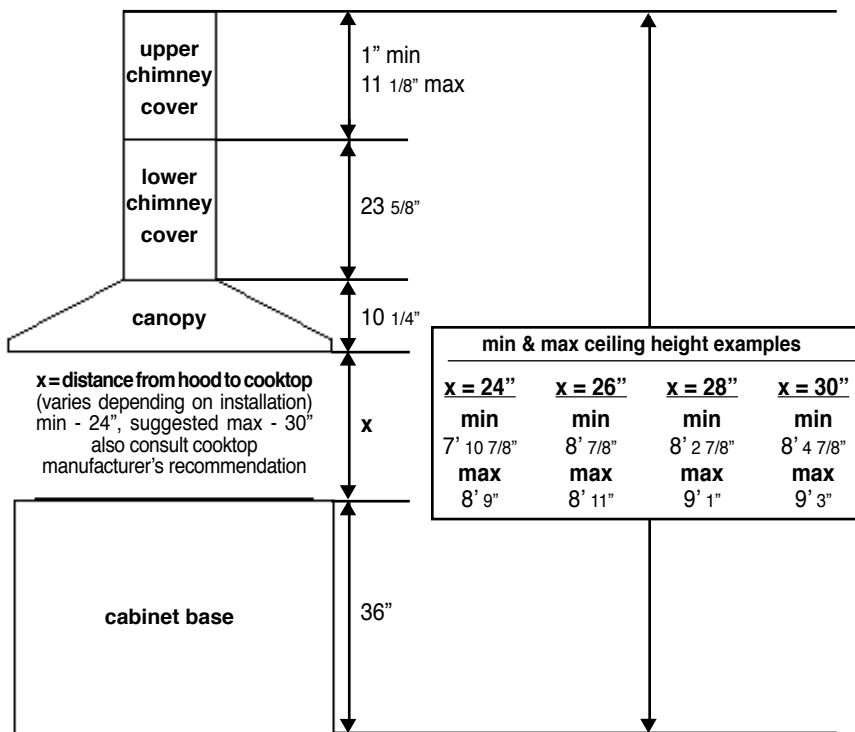 upper
chimney
cover
1” min
11 1/8” max
lower
chimney
cover
23 5/8”
canopy
10 1/4”
x = distance from hood to cooktop
(varies depending on installation)
min - 24”, suggested max - 30”
also consult cooktop
manufacturer’s recommendation
x
min & max ceiling height examples
x = 24” x = 26” x = 28” x = 30”
min min min min
7’ 10 7/8” 8’ 7/8” 8’ 2 7/8” 8’ 4 7/8”
max max max max
8’ 9” 8’ 11” 9’ 1” 9’ 3”
cabinet base
36”